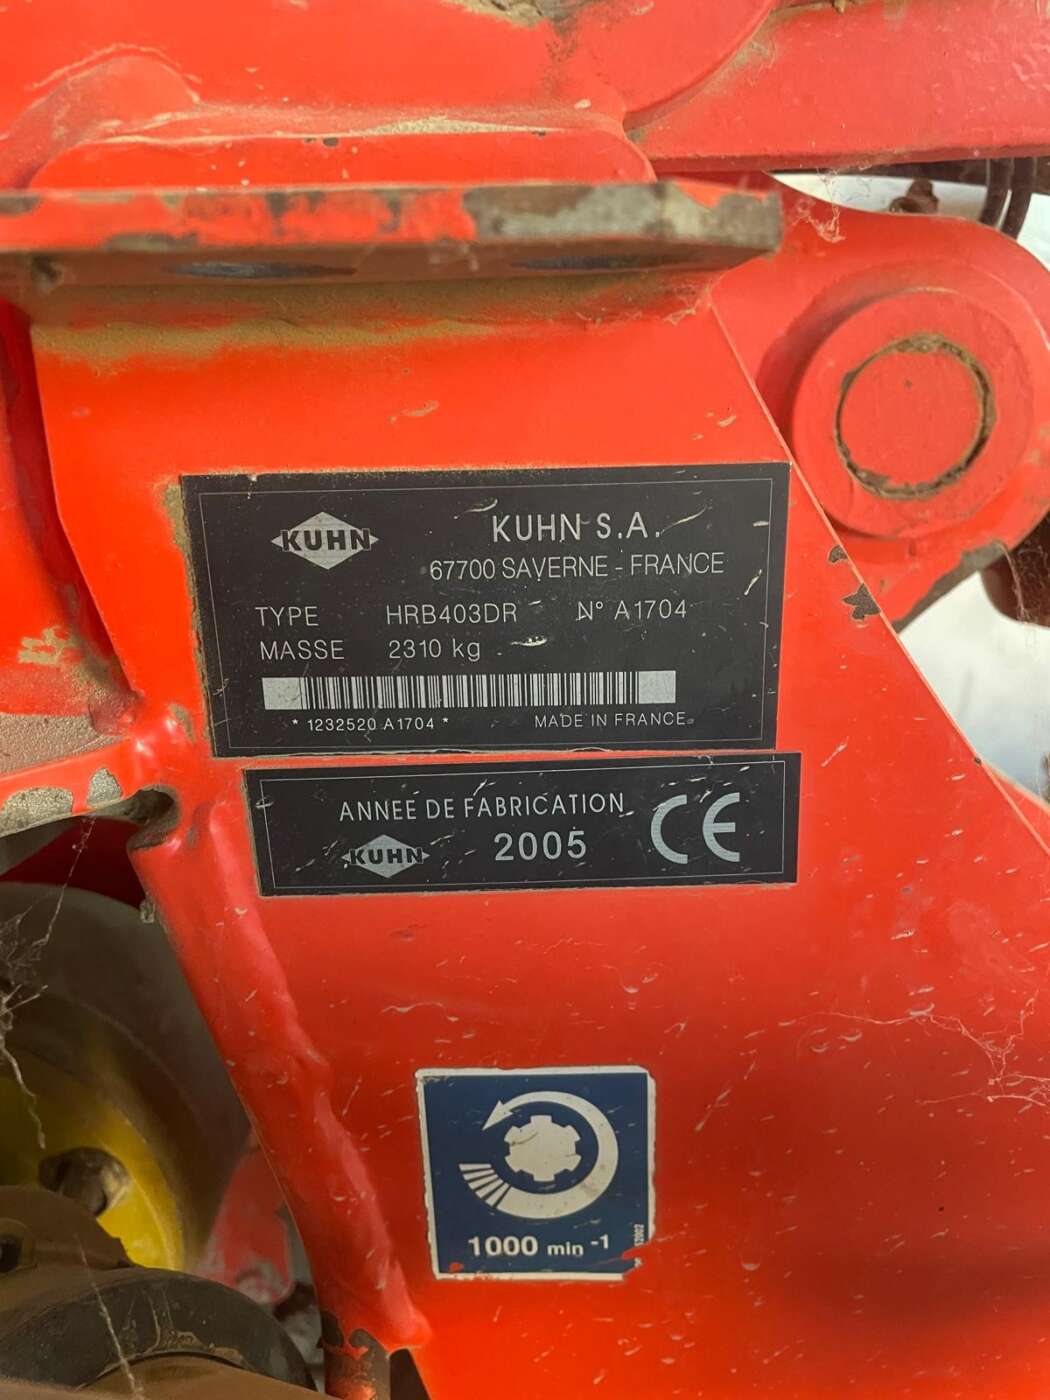 KUHN
KUHN S.A.
67700 SAVERNE - FRANCE
TYPE HRB403DR N° A1704
MASSE 2310 kg
* 1232520 A1704 * MADE IN FRANCE
ANNEE DE FABRICATION
KUHN 2005 CE
1000 min -1